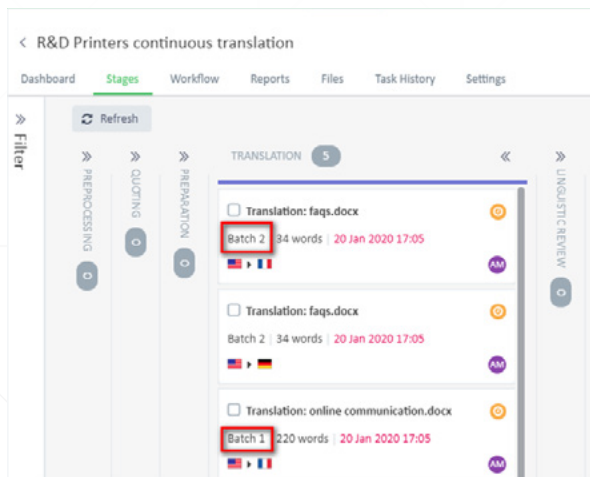 < R&D Printers continuous translation
Dashboard Stages Workflow Reports Files Task History Settings
Refresh
Filter
PREPROCESSING 0
QUOTING 0
PREPARATION 0
TRANSLATION 5
Translation: faqs.docx
Batch 2 | 34 words | 20 Jan 2020 17:05
AM
Translation: faqs.docx
Batch 2 | 34 words | 20 Jan 2020 17:05
AM
Translation: online communication.docx
Batch 1 | 220 words | 20 Jan 2020 17:05
AM
LINGUISTIC REVIEW 0